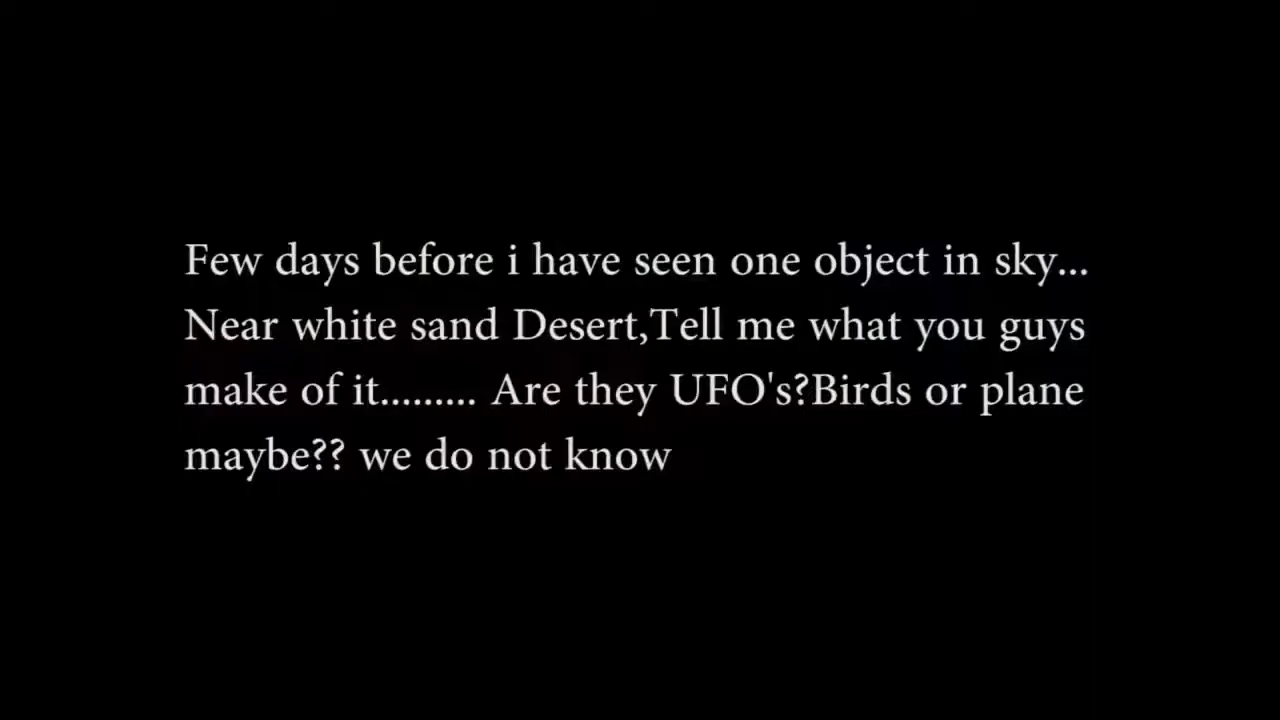 Few days before i have seen one object in sky...
Near white sand Desert,Tell me what you guys
make of it......... Are they UFO's?Birds or plane
maybe?? we do not know